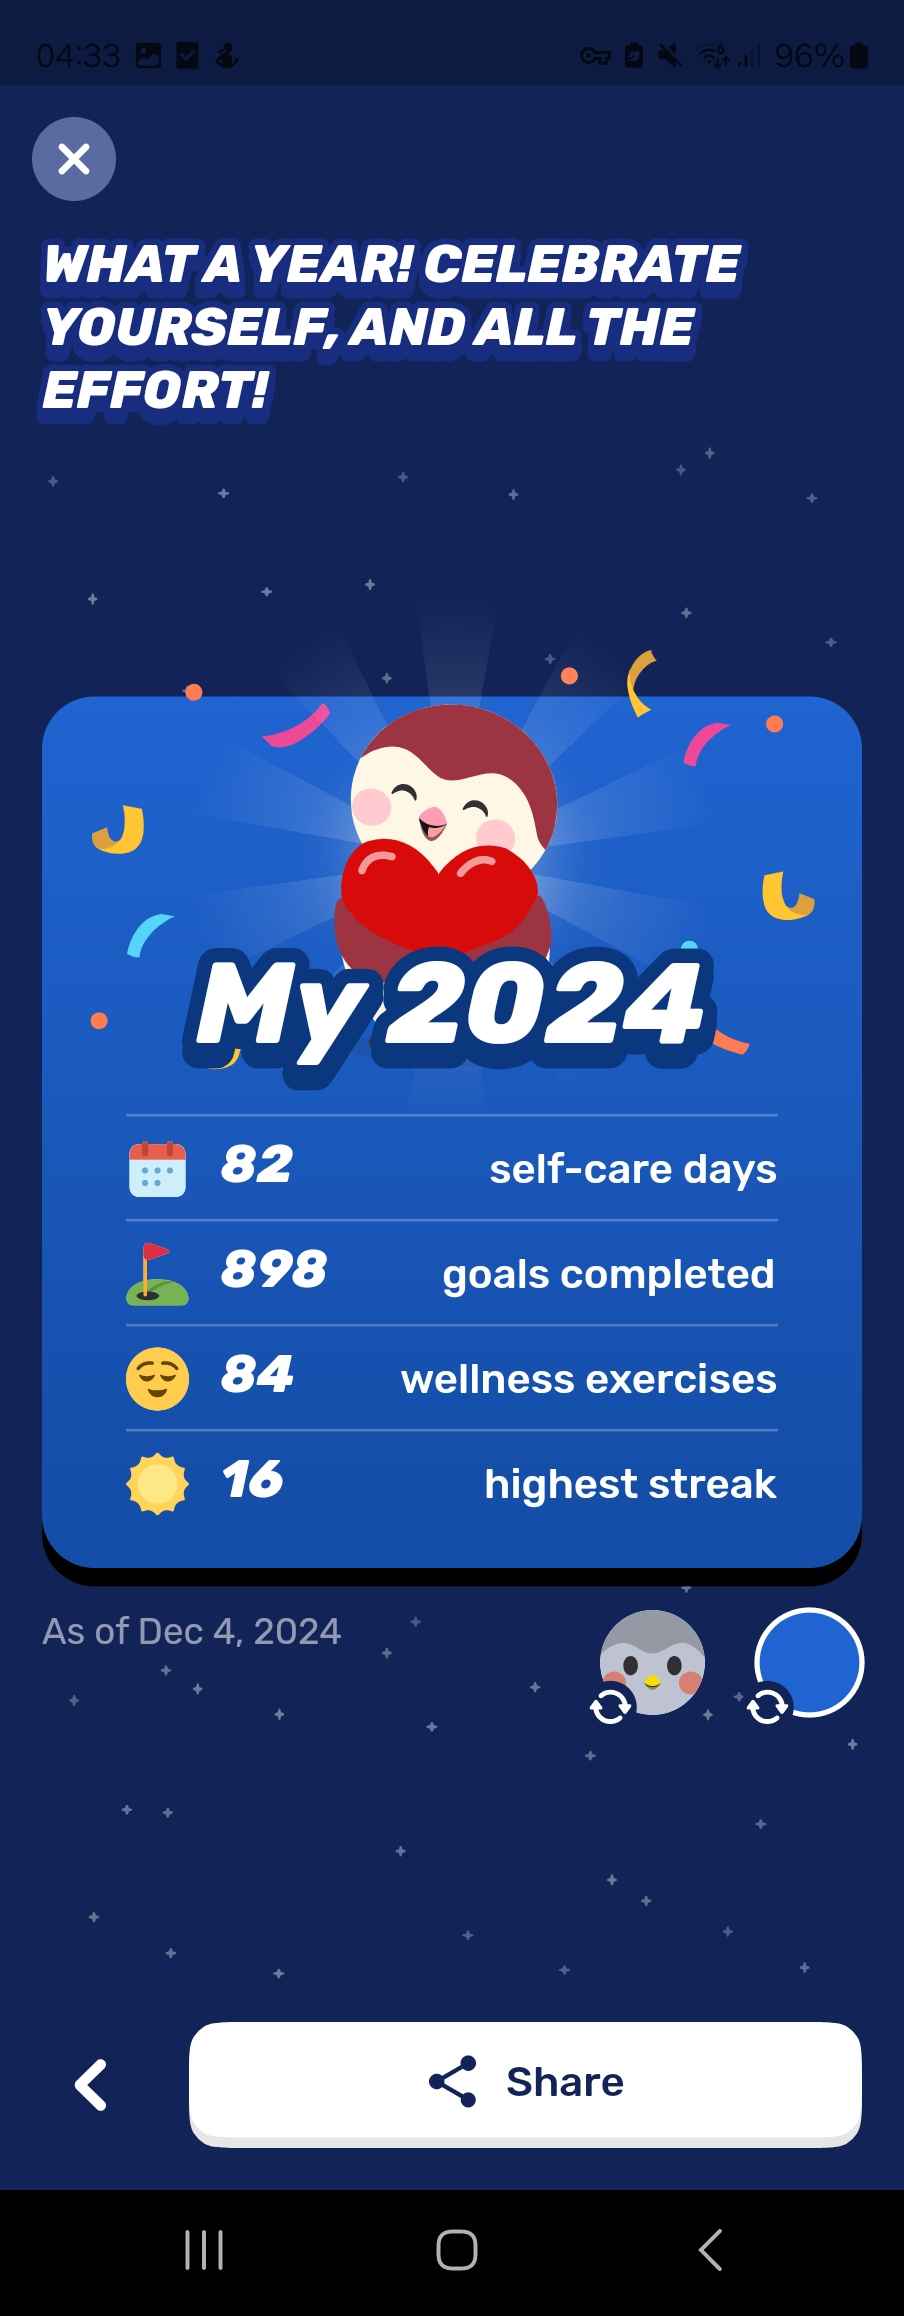 04:33
96%
WHAT A YEAR! CELEBRATE
YOURSELF, AND ALL THE
EFFORT!
My 2024
82 self-care days
898 goals completed
84 wellness exercises
16 highest streak
As of Dec 4, 2024
Share